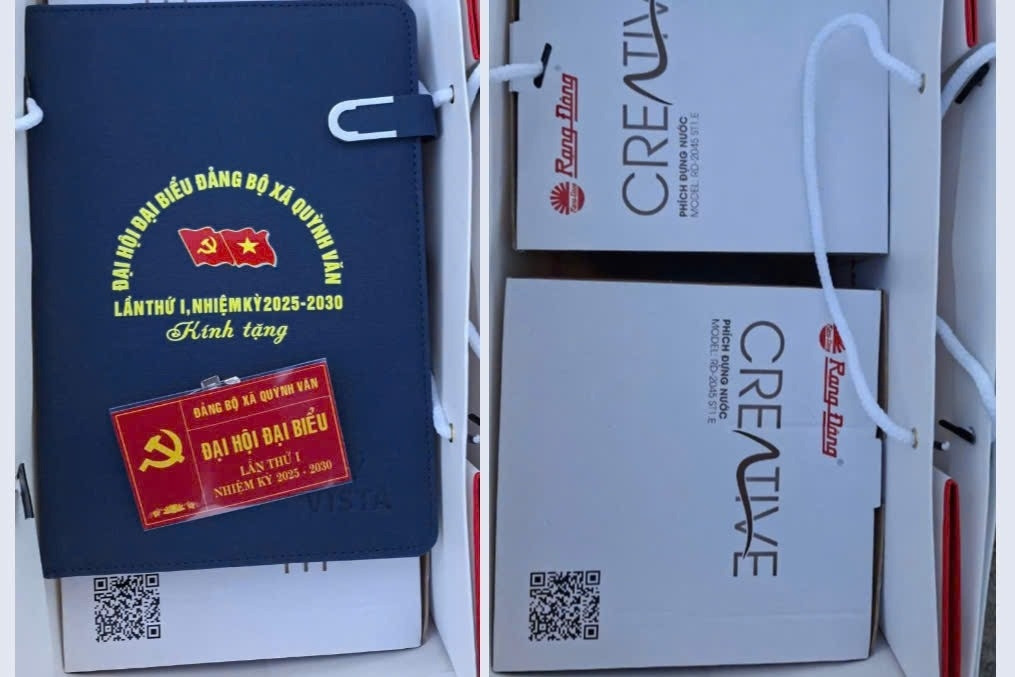 ĐẠI HỘI ĐẠI BIỂU ĐẢNG BỘ XÃ QUỲNH VĂN
LẦN THỨ I, NHIỆM KỲ 2025-2030
Kính tặng
ĐẢNG BỘ XÃ QUỲNH VĂN
ĐẠI HỘI ĐẠI BIỂU
LẦN THỨ I
NHIỆM KỲ 2025 - 2030
VISTA
Rạng Đông
CREATIVE
PHÍCH ĐỰNG NƯỚC
MODEL: RD-2045 ST1.E
Rạng Đông
CREATIVE
PHÍCH ĐỰNG NƯỚC
MODEL: RD-2045 ST1.E